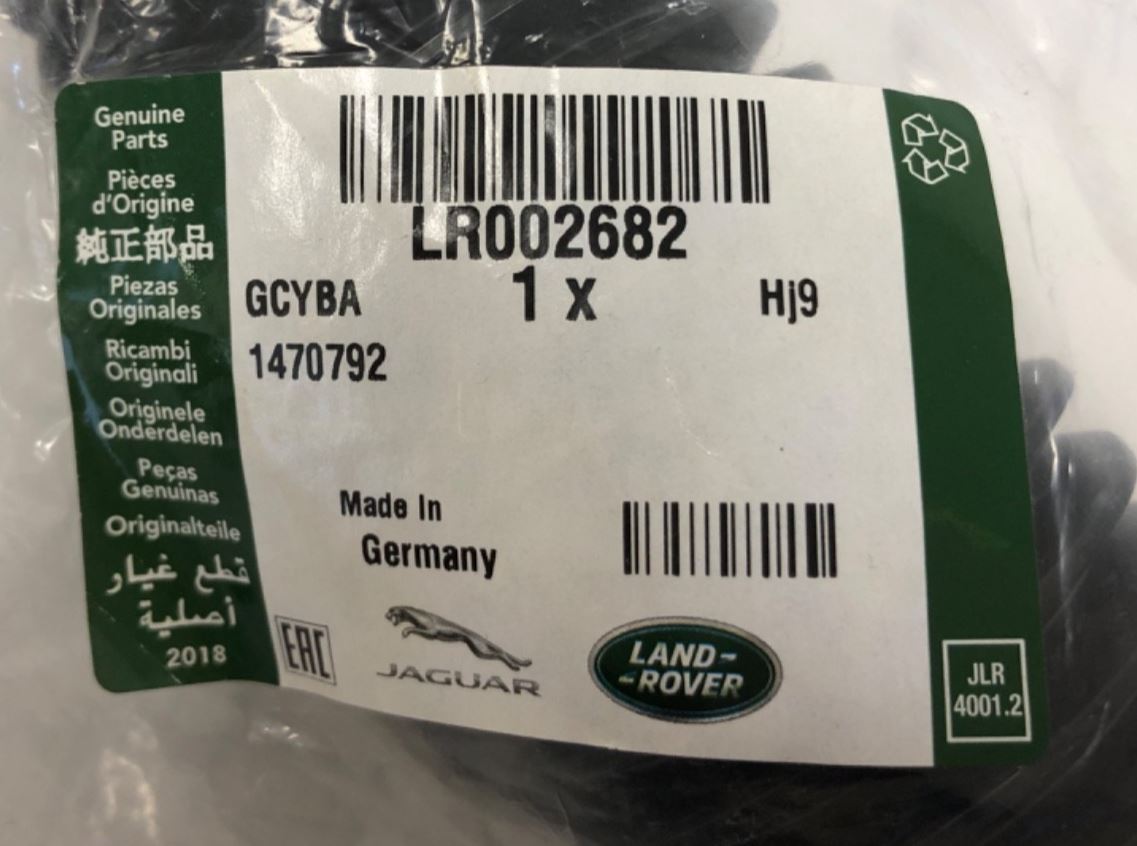 Genuine
Parts
Pièces
d'Origine
純正部品
Piezas
Originales
Ricambi
Originali
Originele
Onderdelen
Peças
Genuinas
Originalteile
قطع غيار
أصلية
2018
LR002682
GCYBA 1 x Hj9
1470792
Made In
Germany
EAC
JAGUAR
LAND-
-ROVER
JLR
4001.2